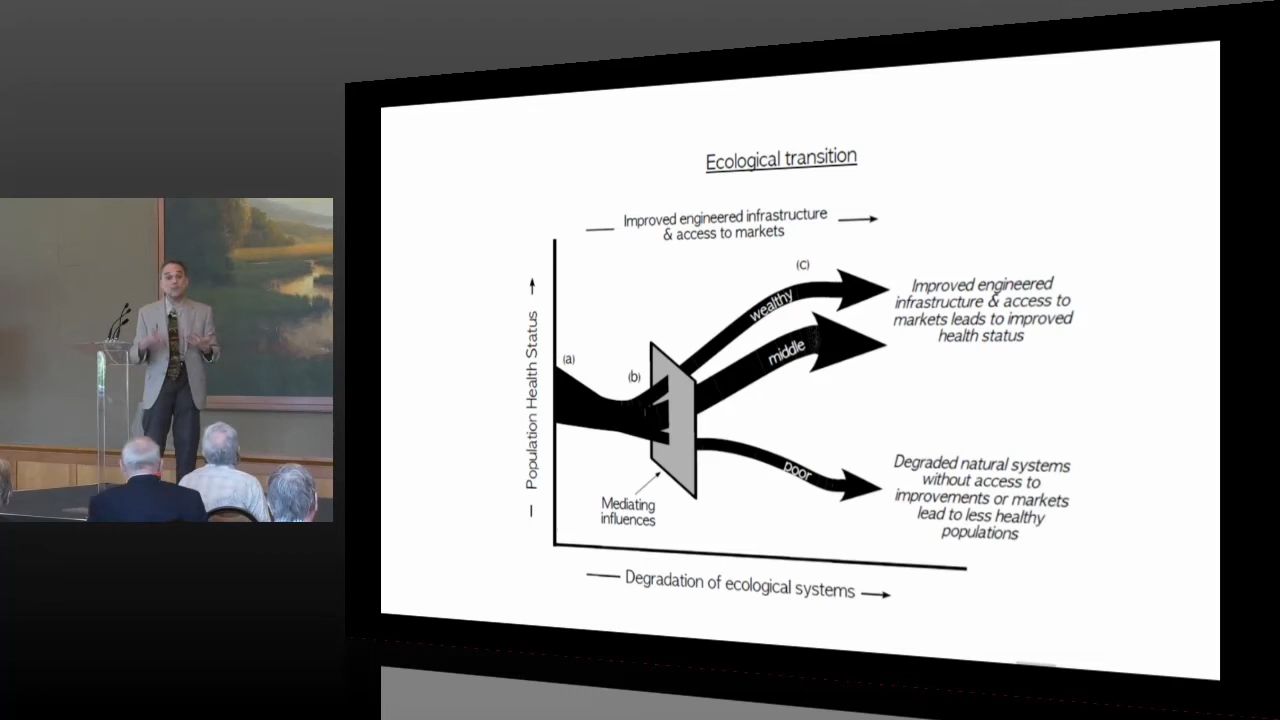 Ecological transition
Improved engineered infrastructure
& access to markets
(c)
wealthy
Improved engineered
infrastructure & access to
markets leads to improved
health status
middle
Population Health Status
(a)
(b)
poor
Degraded natural systems
without access to
improvements or markets
lead to less healthy
populations
Mediating
influences
Degradation of ecological systems